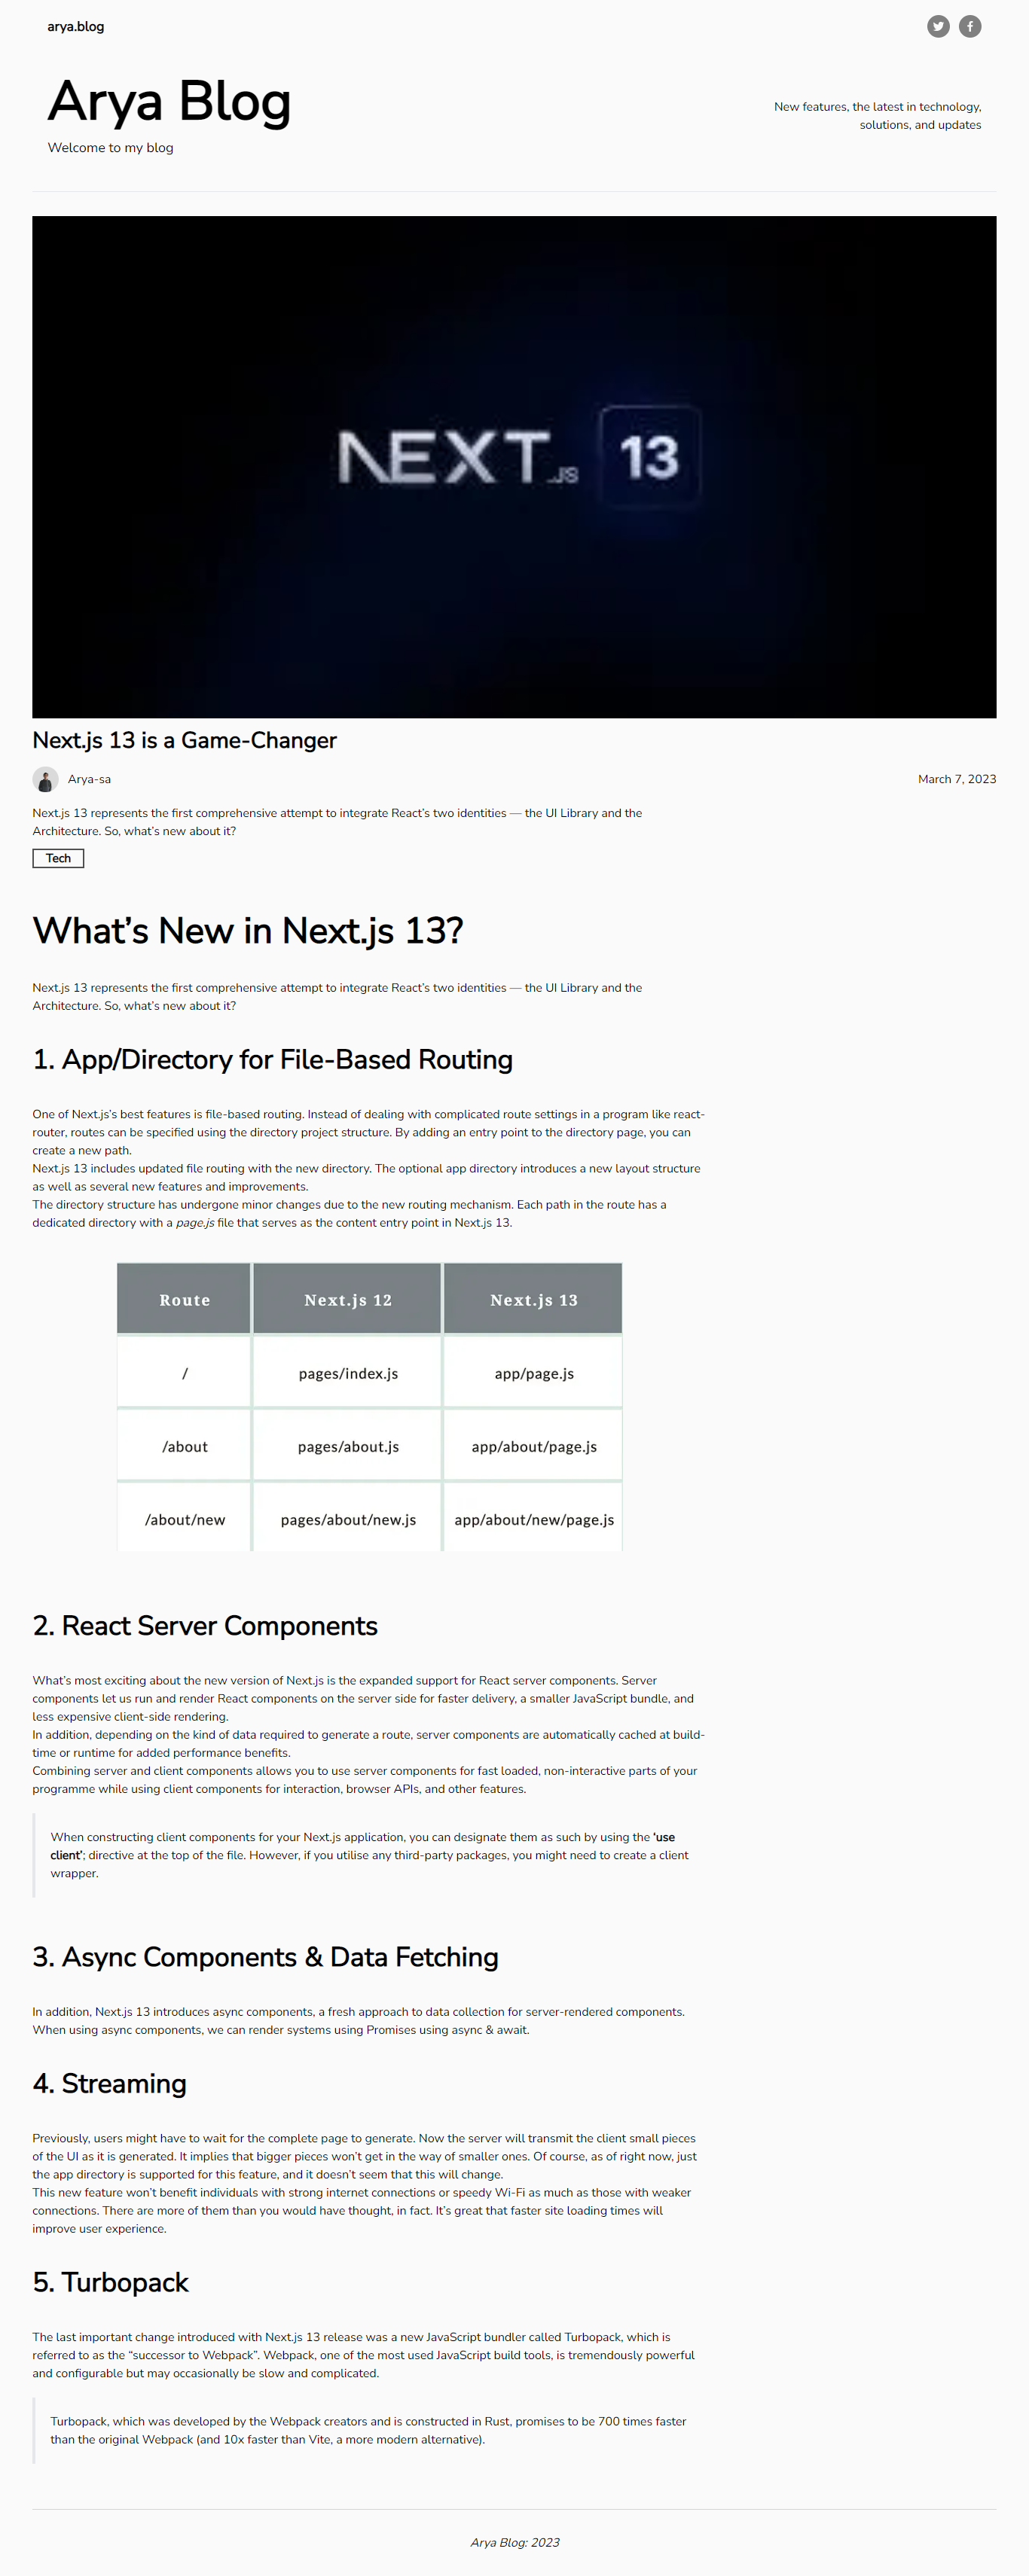 arya.blog
Arya Blog
Welcome to my blog
New features, the latest in technology,
solutions, and updates
NEXT.JS 13
Next.js 13 is a Game-Changer
Arya-sa
March 7, 2023
Next.js 13 represents the first comprehensive attempt to integrate React’s two identities — the UI Library and the
Architecture. So, what’s new about it?
Tech
What’s New in Next.js 13?
Next.js 13 represents the first comprehensive attempt to integrate React’s two identities — the UI Library and the
Architecture. So, what’s new about it?
1. App/Directory for File-Based Routing
One of Next.js’s best features is file-based routing. Instead of dealing with complicated route settings in a program like react-
router, routes can be specified using the directory project structure. By adding an entry point to the directory page, you can
create a new path.
Next.js 13 includes updated file routing with the new directory. The optional app directory introduces a new layout structure
as well as several new features and improvements.
The directory structure has undergone minor changes due to the new routing mechanism. Each path in the route has a
dedicated directory with a page.js file that serves as the content entry point in Next.js 13.
Route Next.js 12 Next.js 13
/ pages/index.js app/page.js
/about pages/about.js app/about/page.js
/about/new pages/about/new.js app/about/new/page.js
2. React Server Components
What’s most exciting about the new version of Next.js is the expanded support for React server components. Server
components let us run and render React components on the server side for faster delivery, a smaller JavaScript bundle, and
less expensive client-side rendering.
In addition, depending on the kind of data required to generate a route, server components are automatically cached at build-
time or runtime for added performance benefits.
Combining server and client components allows you to use server components for fast loaded, non-interactive parts of your
programme while using client components for interaction, browser APIs, and other features.
When constructing client components for your Next.js application, you can designate them as such by using the ‘use
client’; directive at the top of the file. However, if you utilise any third-party packages, you might need to create a client
wrapper.
3. Async Components & Data Fetching
In addition, Next.js 13 introduces async components, a fresh approach to data collection for server-rendered components.
When using async components, we can render systems using Promises using async & await.
4. Streaming
Previously, users might have to wait for the complete page to generate. Now the server will transmit the client small pieces
of the UI as it is generated. It implies that bigger pieces won’t get in the way of smaller ones. Of course, as of right now, just
the app directory is supported for this feature, and it doesn’t seem that this will change.
This new feature won’t benefit individuals with strong internet connections or speedy Wi-Fi as much as those with weaker
connections. There are more of them than you would have thought, in fact. It’s great that faster site loading times will
improve user experience.
5. Turbopack
The last important change introduced with Next.js 13 release was a new JavaScript bundler called Turbopack, which is
referred to as the “successor to Webpack”. Webpack, one of the most used JavaScript build tools, is tremendously powerful
and configurable but may occasionally be slow and complicated.
Turbopack, which was developed by the Webpack creators and is constructed in Rust, promises to be 700 times faster
than the original Webpack (and 10x faster than Vite, a more modern alternative).
Arya Blog: 2023